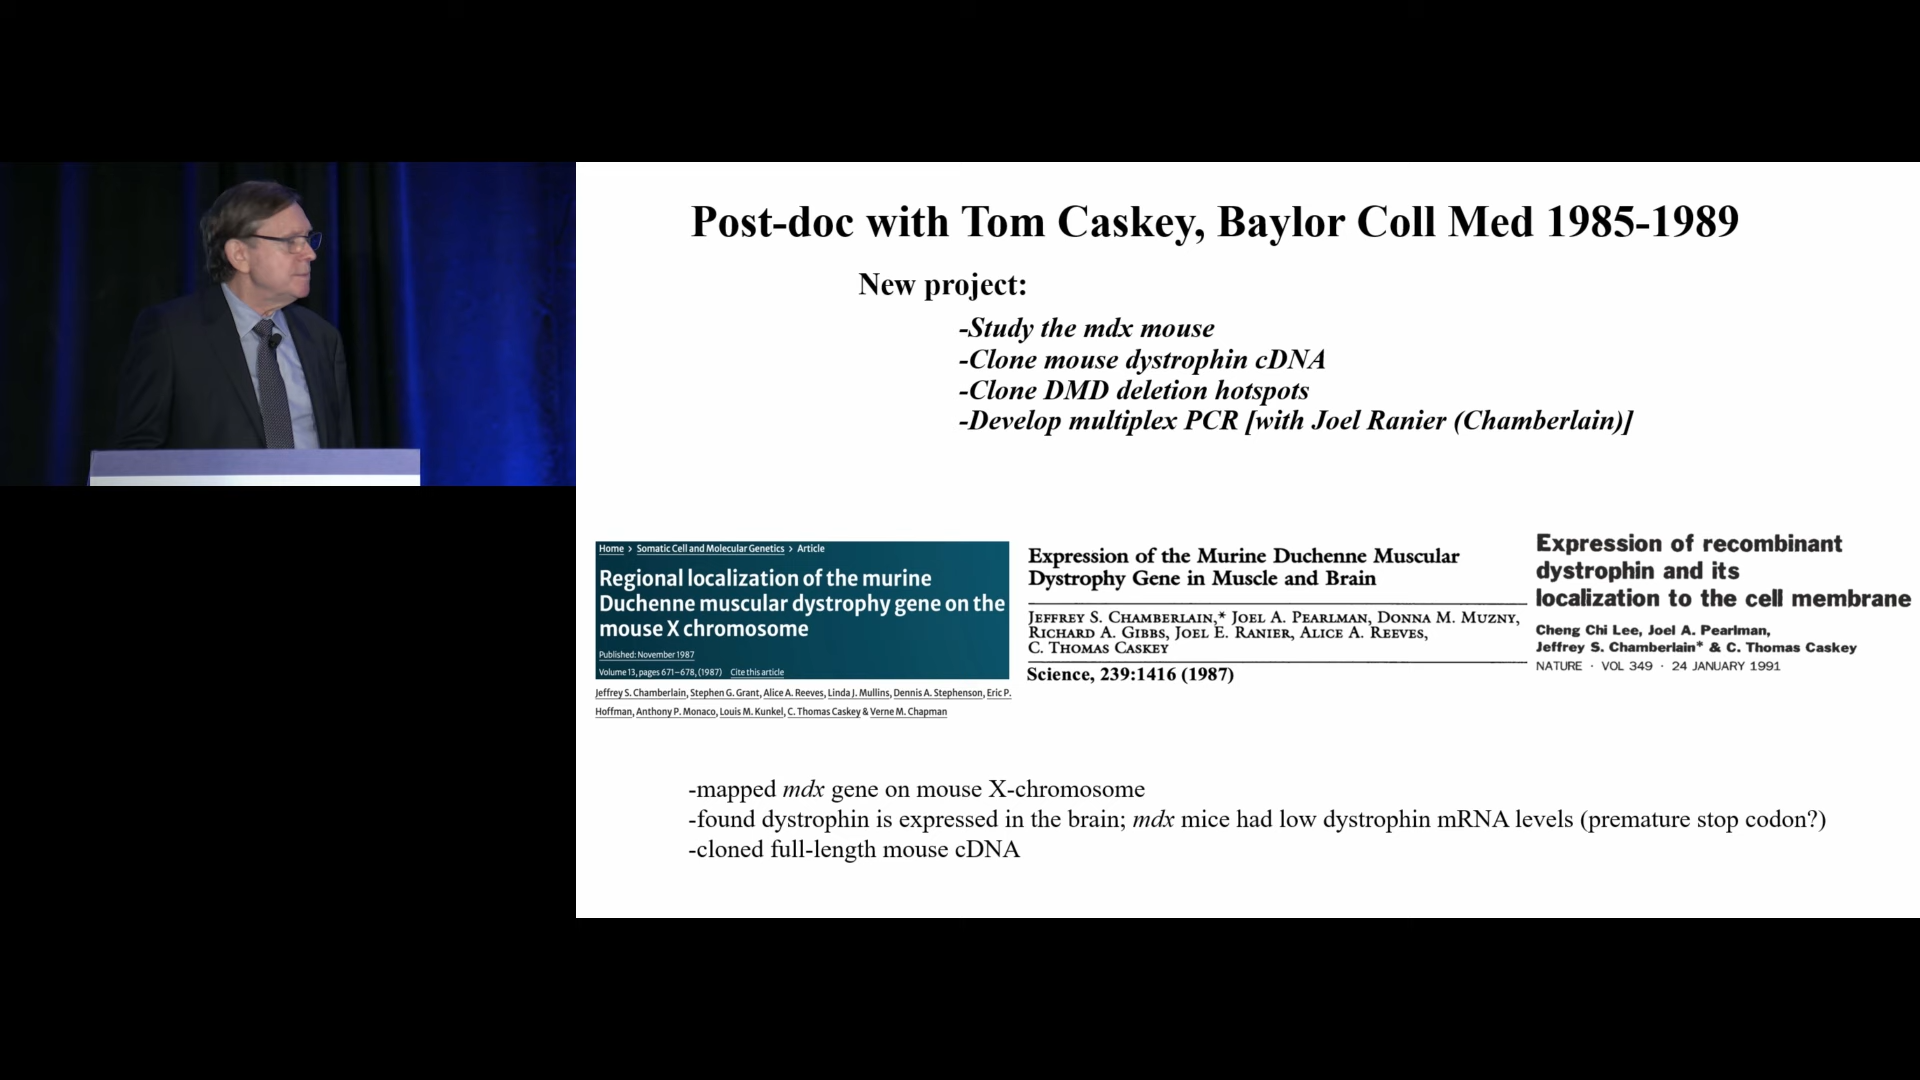 Post-doc with Tom Caskey, Baylor Coll Med 1985-1989
New project:
-Study the mdx mouse
-Clone mouse dystrophin cDNA
-Clone DMD deletion hotspots
-Develop multiplex PCR [with Joel Ranier (Chamberlain)]
Home > Somatic Cell and Molecular Genetics > Article
Regional localization of the murine
Duchenne muscular dystrophy gene on the
mouse X chromosome
Published: November 1987
Volume 13, pages 671–678, (1987) Cite this article
Jeffrey S. Chamberlain, Stephen G. Grant, Alice A. Reeves, Linda J. Mullins, Dennis A. Stephenson, Eric P.
Hoffman, Anthony P. Monaco, Louis M. Kunkel, C. Thomas Caskey & Verne M. Chapman
Expression of the Murine Duchenne Muscular
Dystrophy Gene in Muscle and Brain
Jeffrey S. Chamberlain,* Joel A. Pearlman, Donna M. Muzny,
Richard A. Gibbs, Joel E. Ranier, Alice A. Reeves,
C. Thomas Caskey
Science, 239:1416 (1987)
Expression of recombinant
dystrophin and its
localization to the cell membrane
Cheng Chi Lee, Joel A. Pearlman,
Jeffrey S. Chamberlain* & C. Thomas Caskey
NATURE · VOL 349 · 24 JANUARY 1991
-mapped mdx gene on mouse X-chromosome
-found dystrophin is expressed in the brain; mdx mice had low dystrophin mRNA levels (premature stop codon?)
-cloned full-length mouse cDNA